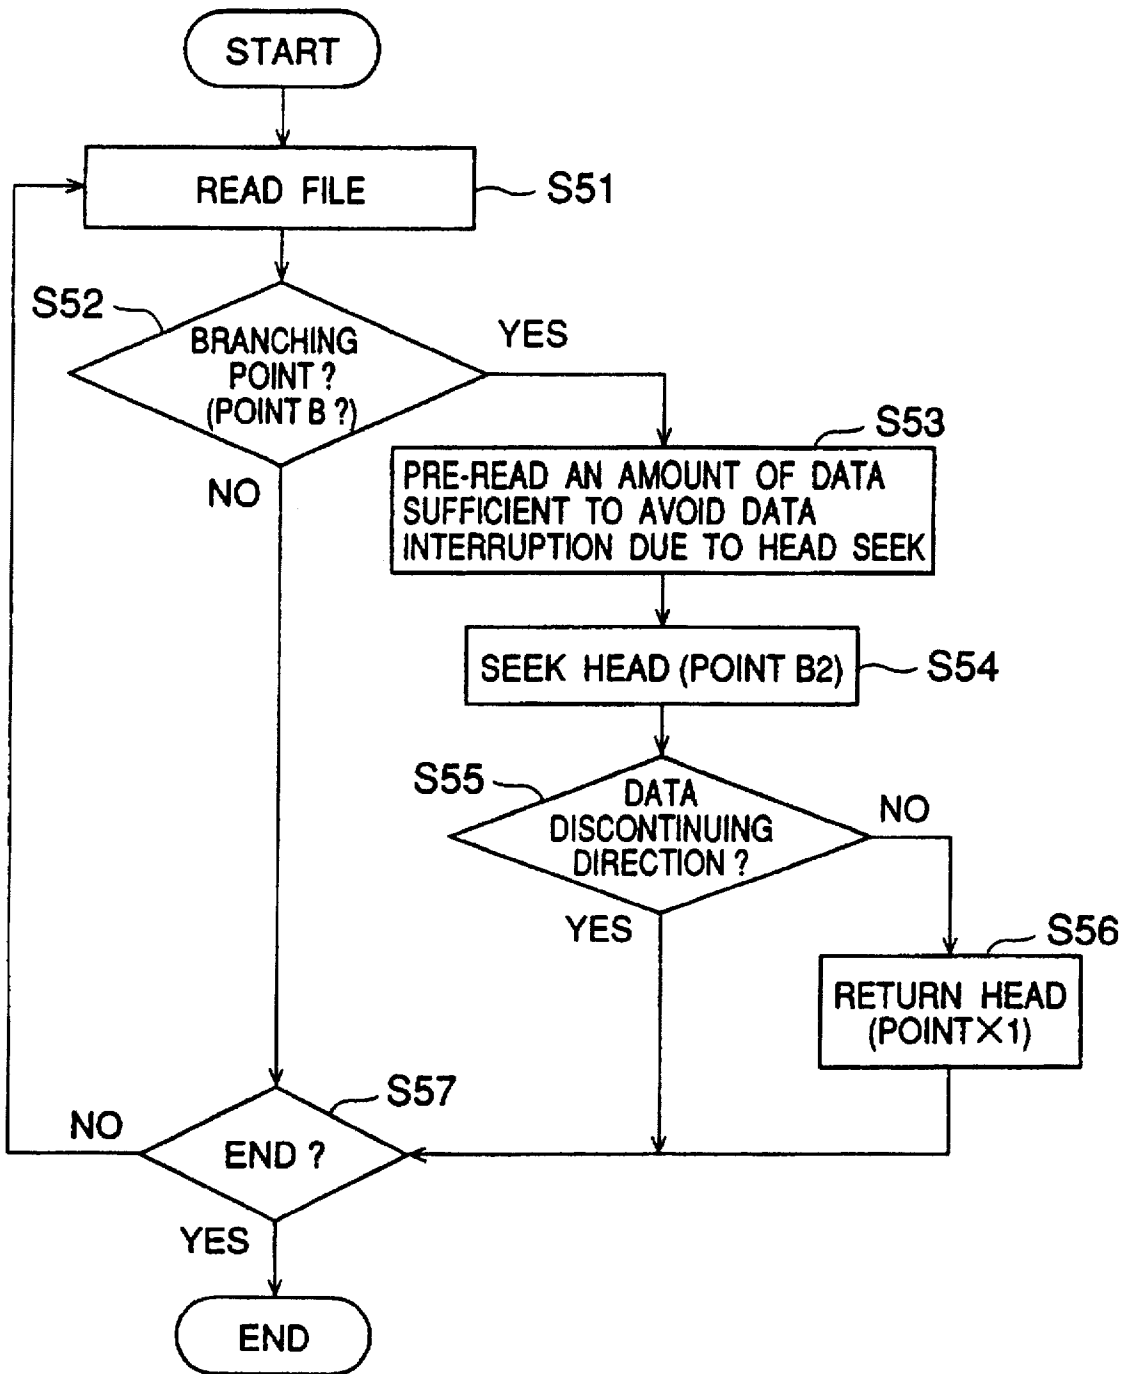 START
READ FILE
S51
S52
BRANCHING
POINT ?
(POINT B ?)
YES
NO
S53
PRE-READ AN AMOUNT OF DATA
SUFFICIENT TO AVOID DATA
INTERRUPTION DUE TO HEAD SEEK
SEEK HEAD (POINT B2)
S54
S55
DATA
DISCONTINUING
DIRECTION ?
NO
YES
S56
RETURN HEAD
(POINT X1)
S57
NO
END ?
YES
END